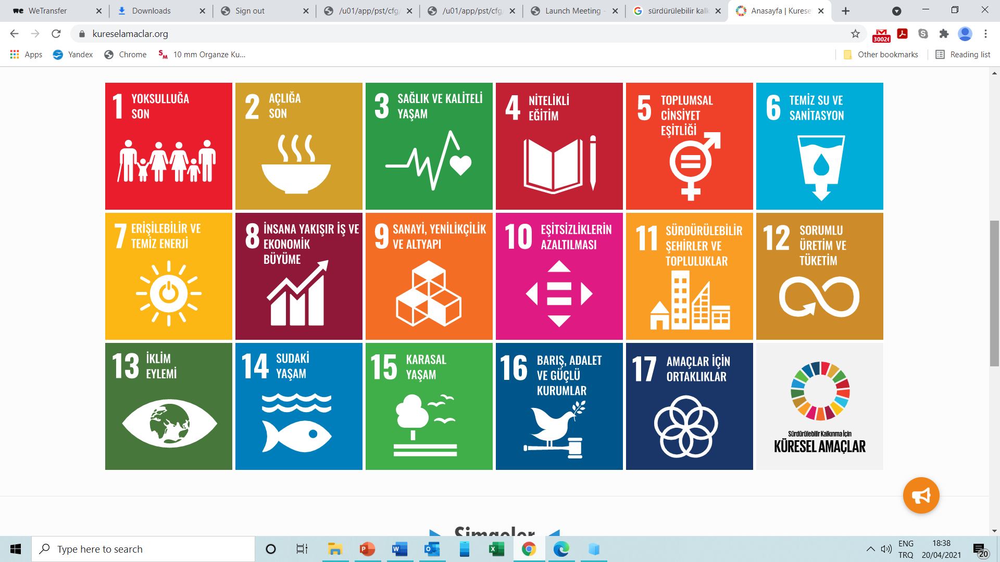 WeTransfer
Downloads
Sign out
/u01/app/pst/cfg/
/u01/app/pst/cfg/
Launch Meeting -
sürdürülebilir kalk
Anasayfa | Kurese
kureselamaclar.org
30026
Apps
Yandex
Chrome
10 mm Organze Ku...
Other bookmarks
Reading list
1 YOKSULLUĞA
SON
2 AÇLIĞA
SON
3 SAĞLIK VE KALİTELİ
YAŞAM
4 NİTELİKLİ
EĞİTİM
5 TOPLUMSAL
CİNSİYET
EŞİTLİĞİ
6 TEMİZ SU VE
SANİTASYON
7 ERİŞİLEBİLİR VE
TEMİZ ENERJİ
8 İNSANA YAKIŞIR İŞ VE
EKONOMİK
BÜYÜME
9 SANAYİ, YENİLİKÇİLİK
VE ALTYAPI
10 EŞİTSİZLİKLERİN
AZALTILMASI
11 SÜRDÜRÜLEBİLİR
ŞEHİRLER VE
TOPLULUKLAR
12 SORUMLU
ÜRETİM VE
TÜKETİM
13 İKLİM
EYLEMİ
14 SUDAKİ
YAŞAM
15 KARASAL
YAŞAM
16 BARIŞ, ADALET
VE GÜÇLÜ
KURUMLAR
17 AMAÇLAR İÇİN
ORTAKLIKLAR
Sürdürülebilir Kalkınma İçin
KÜRESEL AMAÇLAR
Simgeler
Type here to search
ENG
TRQ
18:38
20/04/2021
20